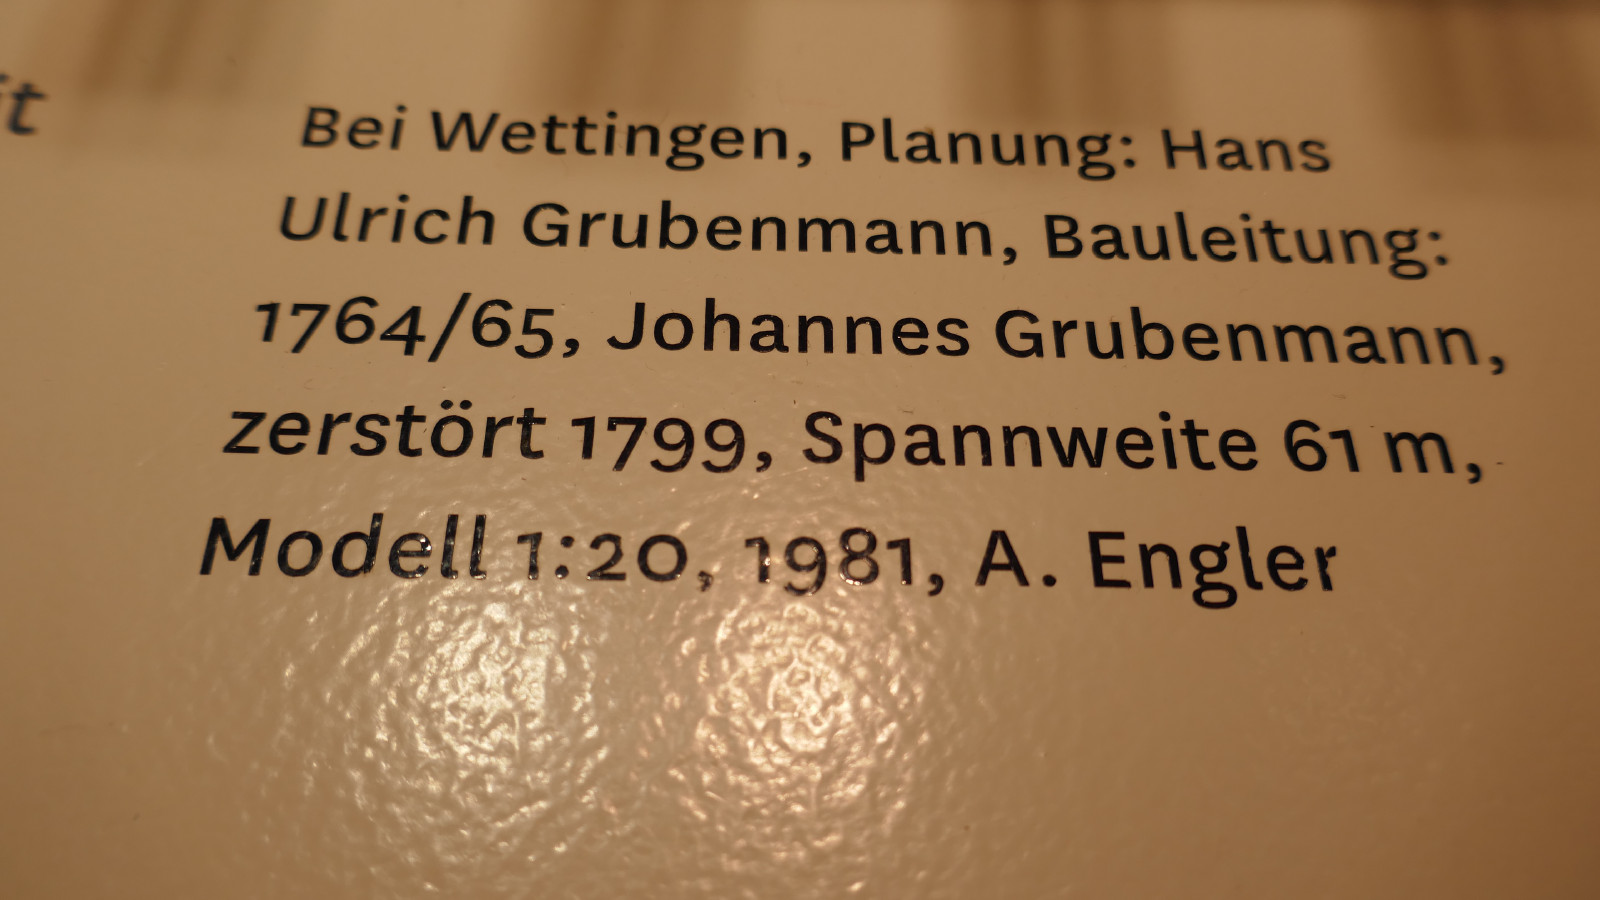 Bei Wettingen, Planung: Hans
Ulrich Grubenmann, Bauleitung:
1764/65, Johannes Grubenmann,
zerstört 1799, Spannweite 61 m,
Modell 1:20, 1981, A. Engler